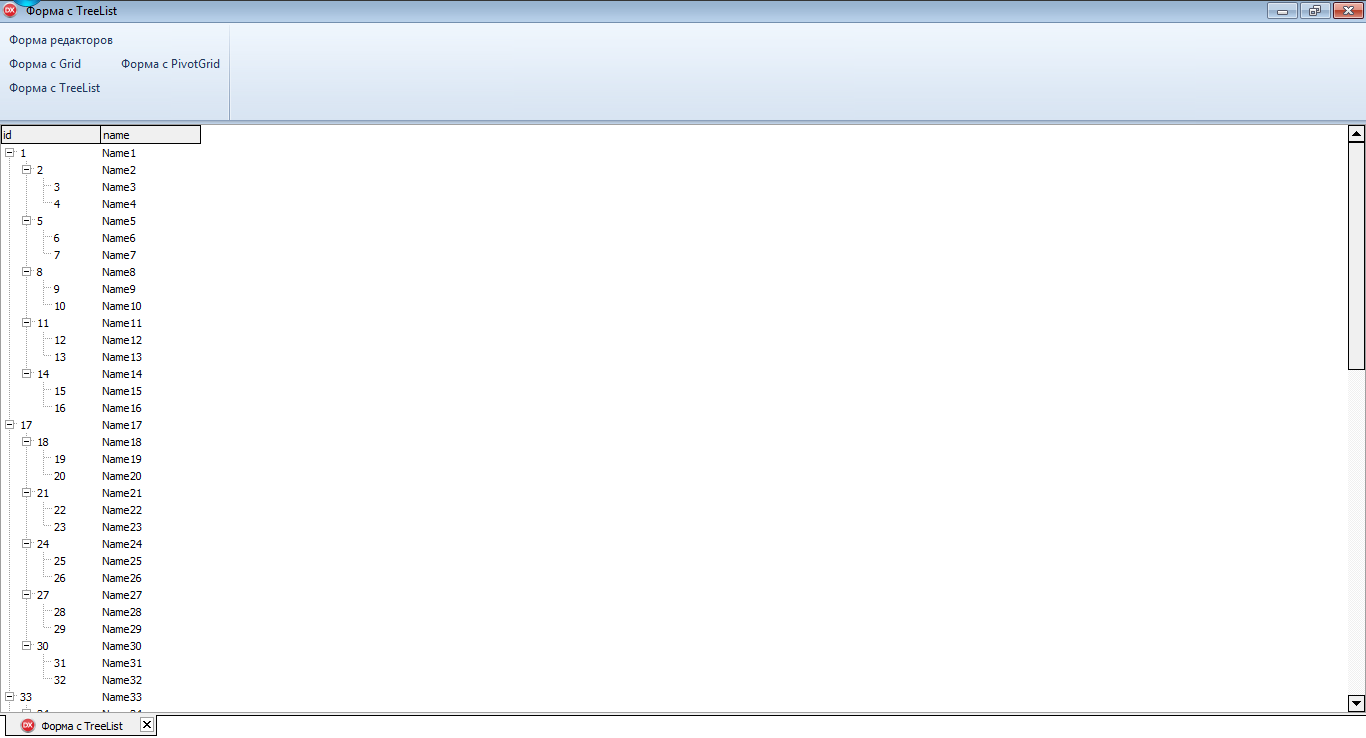 DX Форма с TreeList
Форма редакторов
Форма с Grid Форма с PivotGrid
Форма с TreeList
id name
1 Name1
2 Name2
3 Name3
4 Name4
5 Name5
6 Name6
7 Name7
8 Name8
9 Name9
10 Name10
11 Name11
12 Name12
13 Name13
14 Name14
15 Name15
16 Name16
17 Name17
18 Name18
19 Name19
20 Name20
21 Name21
22 Name22
23 Name23
24 Name24
25 Name25
26 Name26
27 Name27
28 Name28
29 Name29
30 Name30
31 Name31
32 Name32
33 Name33
DX Форма с TreeList